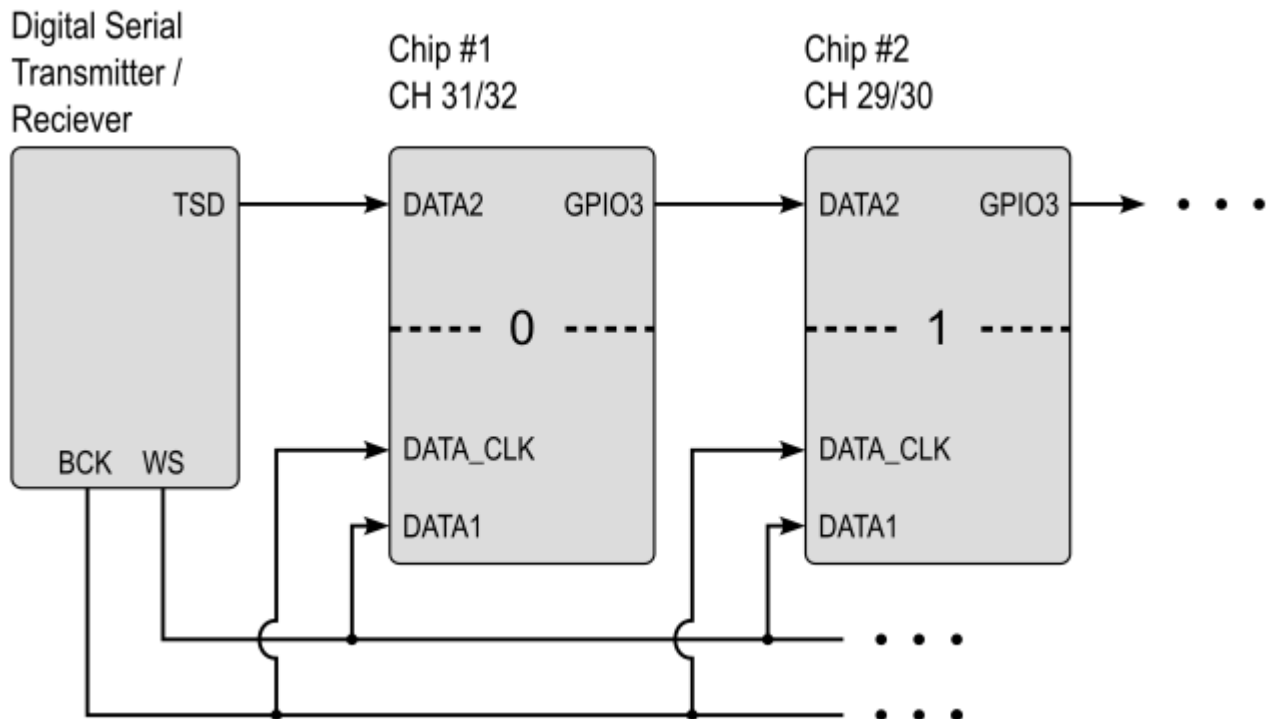 Digital Serial
Transmitter /
Reciever
Chip #1
CH 31/32
Chip #2
CH 29/30
TSD
DATA2 GPIO3
DATA2 GPIO3
0
1
BCK WS
DATA_CLK
DATA_CLK
DATA1
DATA1